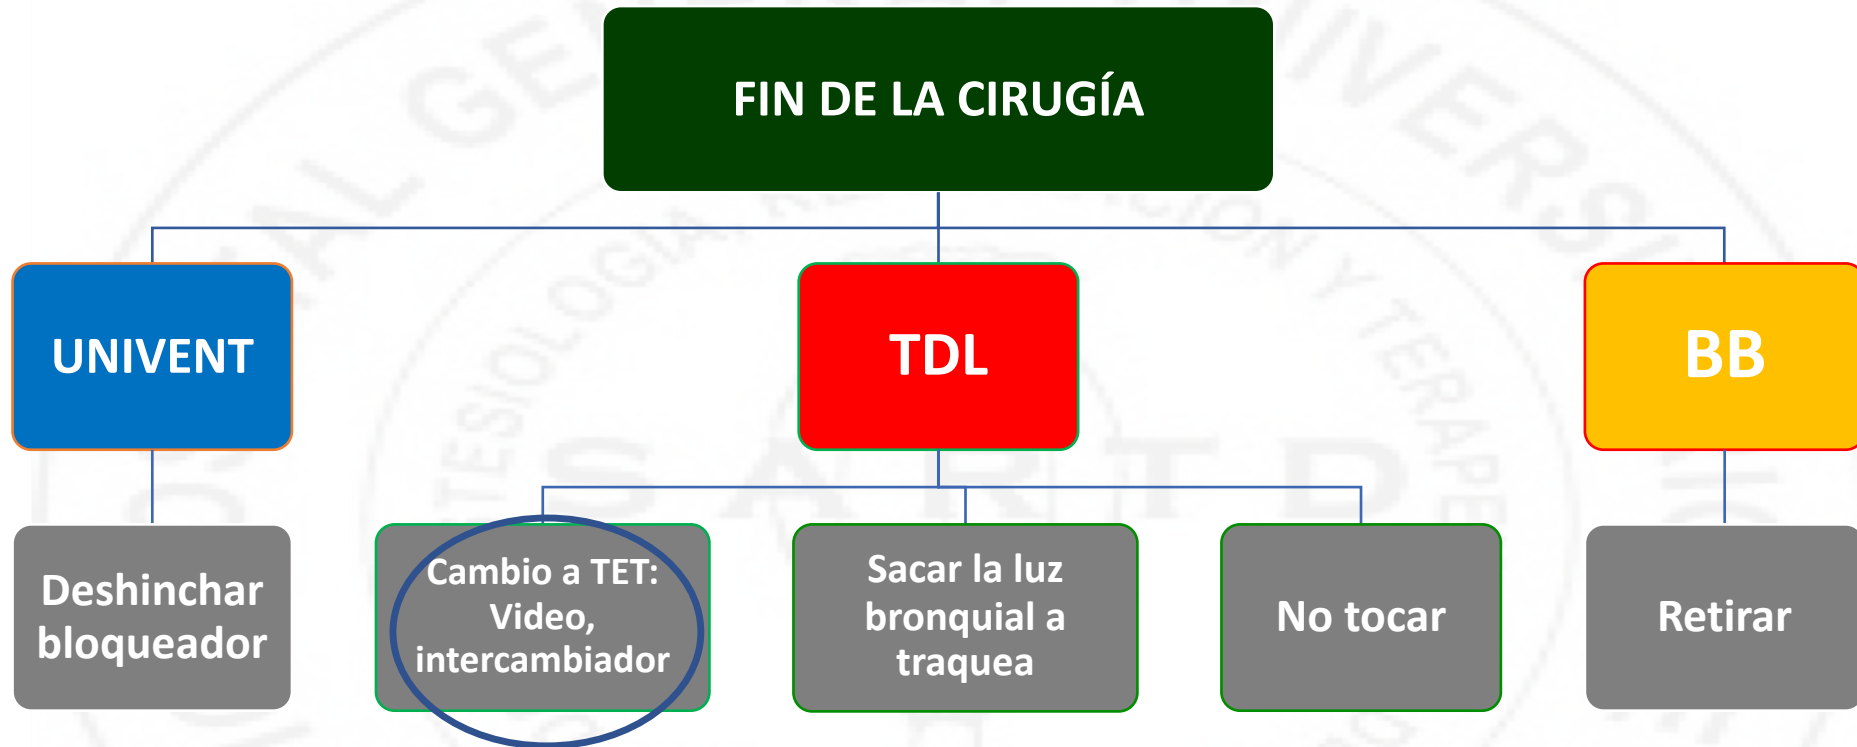 FIN DE LA CIRUGÍA
UNIVENT
TDL
BB
Deshinchar
bloqueador
Cambio a TET:
Video,
intercambiador
Sacar la luz
bronquial a
traquea
No tocar
Retirar
SARTD